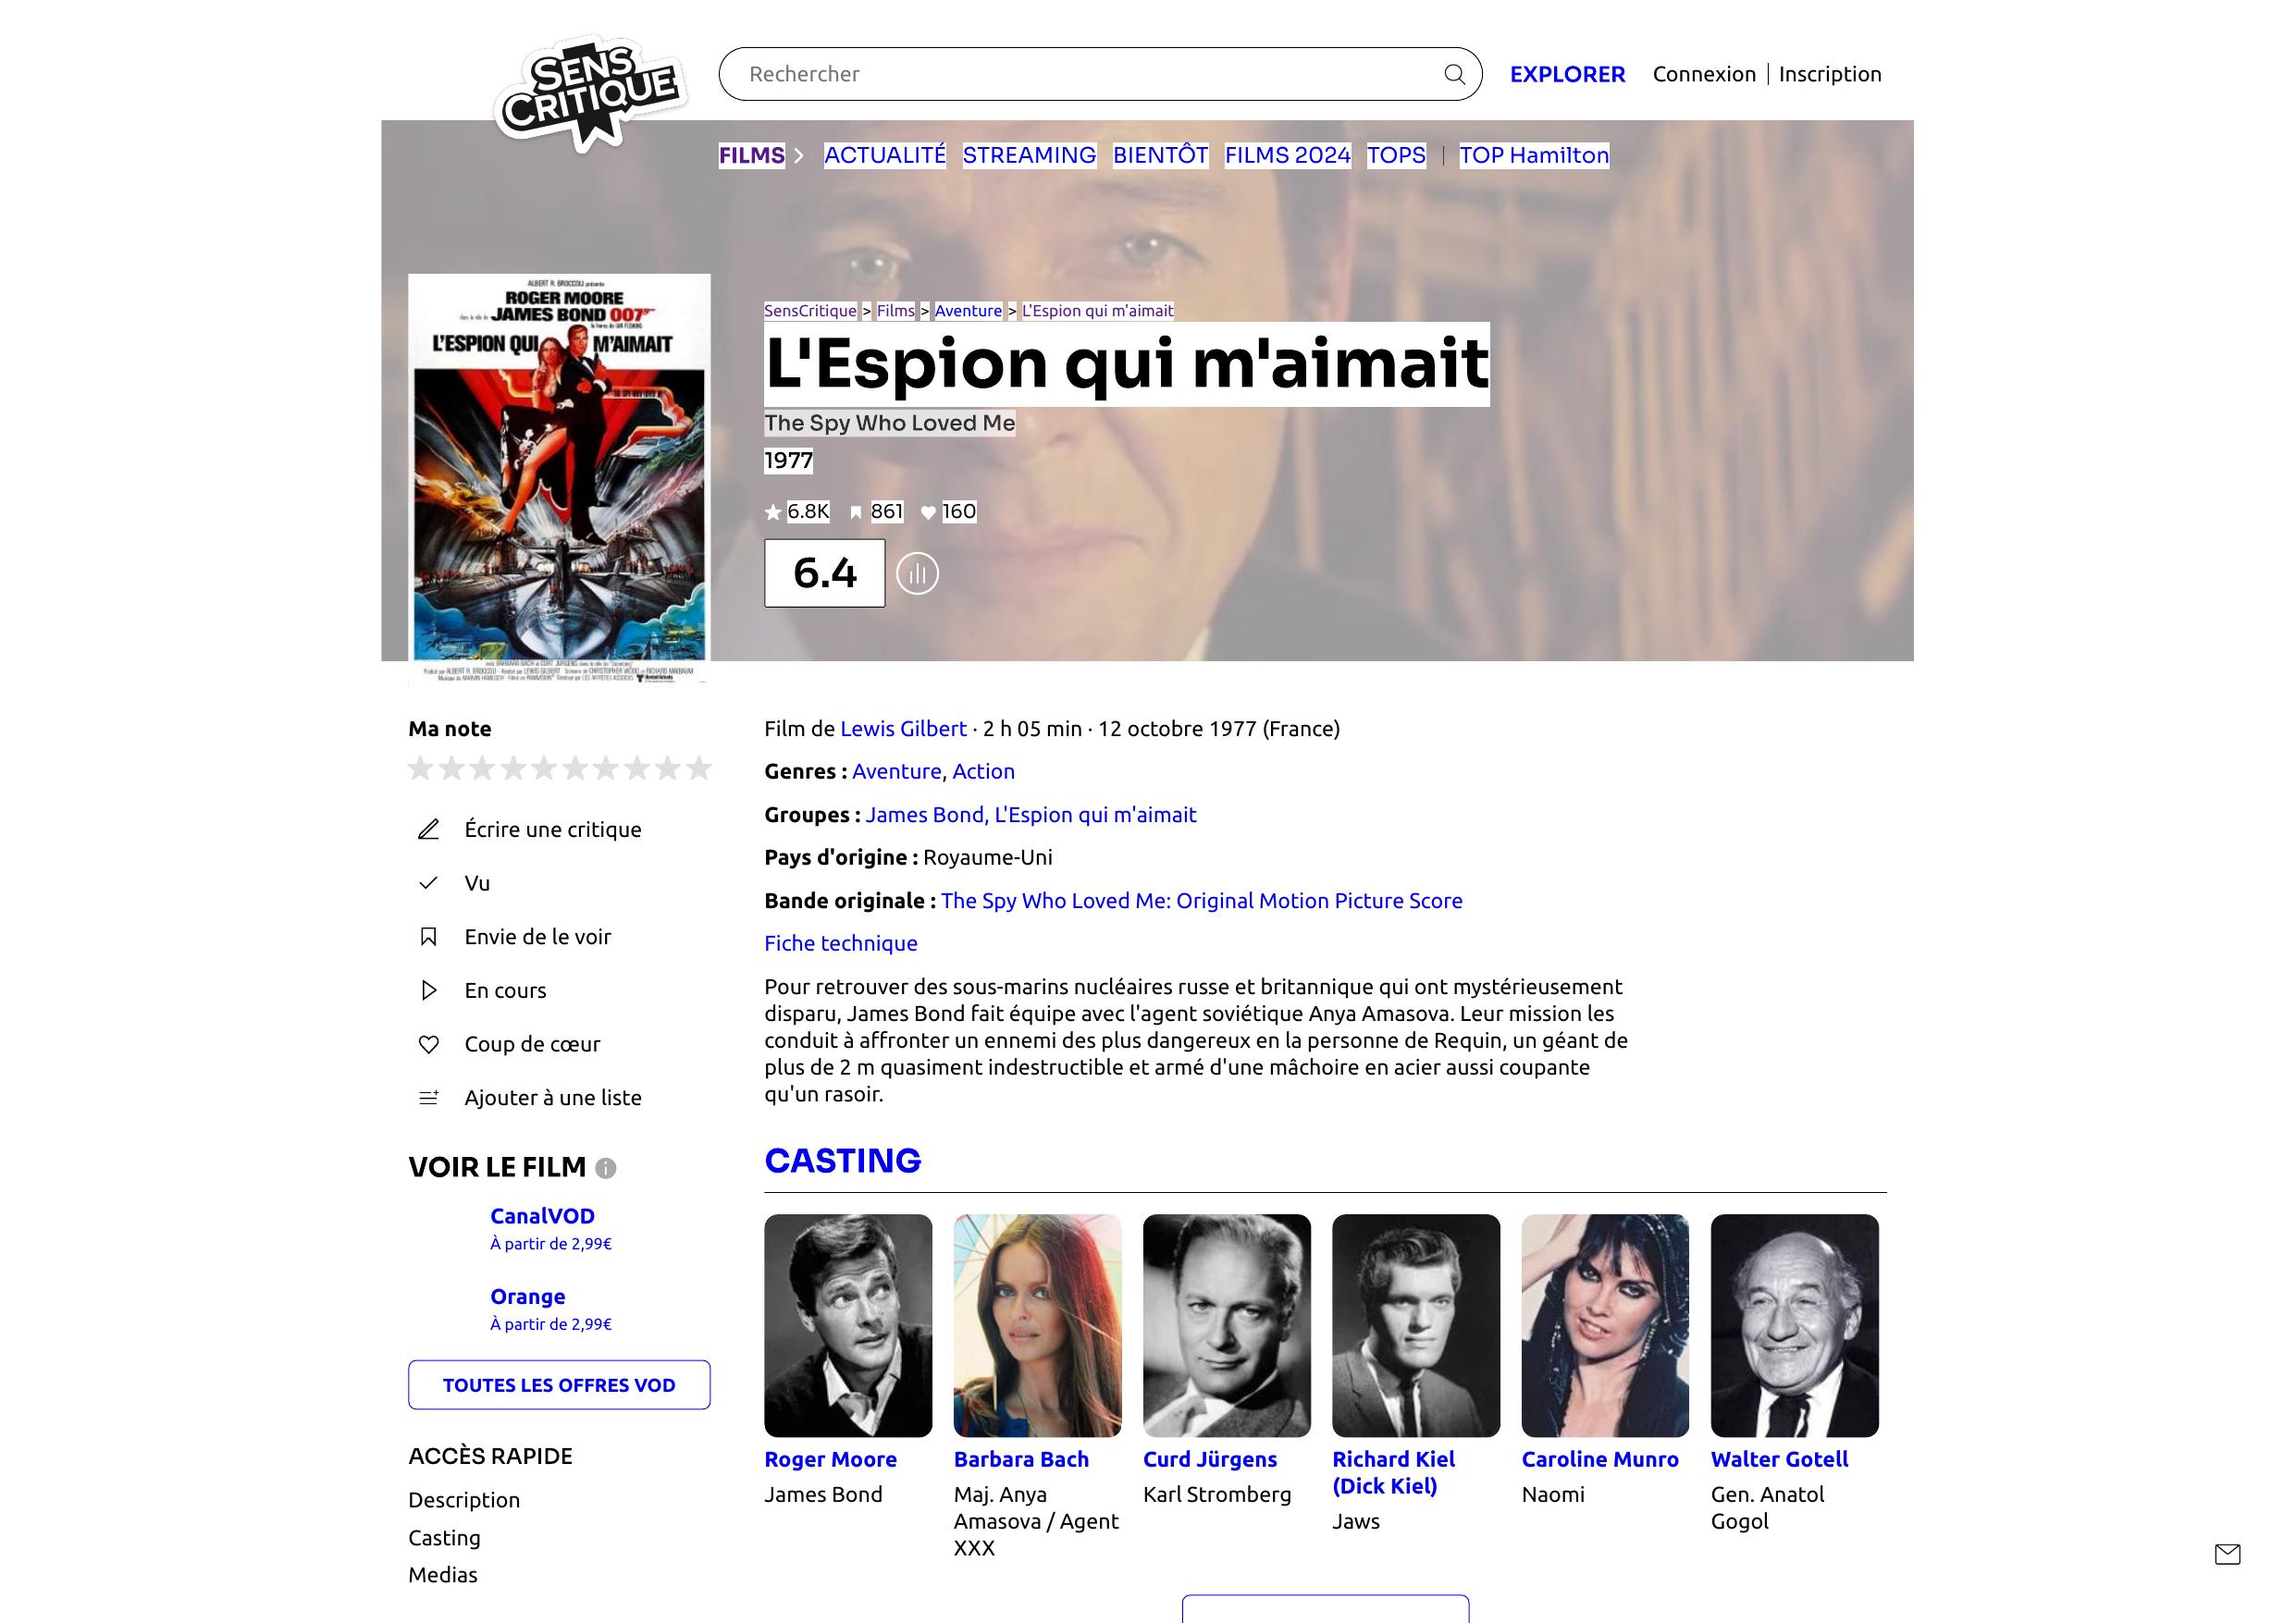 SENS
CRITIQUE
Rechercher
EXPLORER
Connexion
Inscription
FILMS
ACTUALITÉ
STREAMING
BIENTÔT
FILMS 2024
TOPS
TOP Hamilton
ALBERT R. BROCCOLI présente
ROGER MOORE
dans le rôle de JAMES BOND 007
L'ESPION QUI M'AIMAIT
SensCritique > Films > Aventure > L'Espion qui m'aimait
L'Espion qui m'aimait
The Spy Who Loved Me
1977
6.8K 861 160
6.4
Ma note
Écrire une critique
Vu
Envie de le voir
En cours
Coup de cœur
Ajouter à une liste
VOIR LE FILM
CanalVOD
À partir de 2,99€
Orange
À partir de 2,99€
TOUTES LES OFFRES VOD
ACCÈS RAPIDE
Description
Casting
Medias
Film de Lewis Gilbert · 2 h 05 min · 12 octobre 1977 (France)
Genres : Aventure, Action
Groupes : James Bond, L'Espion qui m'aimait
Pays d'origine : Royaume-Uni
Bande originale : The Spy Who Loved Me: Original Motion Picture Score
Fiche technique
Pour retrouver des sous-marins nucléaires russe et britannique qui ont mystérieusement
disparu, James Bond fait équipe avec l'agent soviétique Anya Amasova. Leur mission les
conduit à affronter un ennemi des plus dangereux en la personne de Requin, un géant de
plus de 2 m quasiment indestructible et armé d'une mâchoire en acier aussi coupante
qu'un rasoir.
CASTING
Roger Moore
James Bond
Barbara Bach
Maj. Anya
Amasova / Agent
XXX
Curd Jürgens
Karl Stromberg
Richard Kiel
(Dick Kiel)
Jaws
Caroline Munro
Naomi
Walter Gotell
Gen. Anatol
Gogol